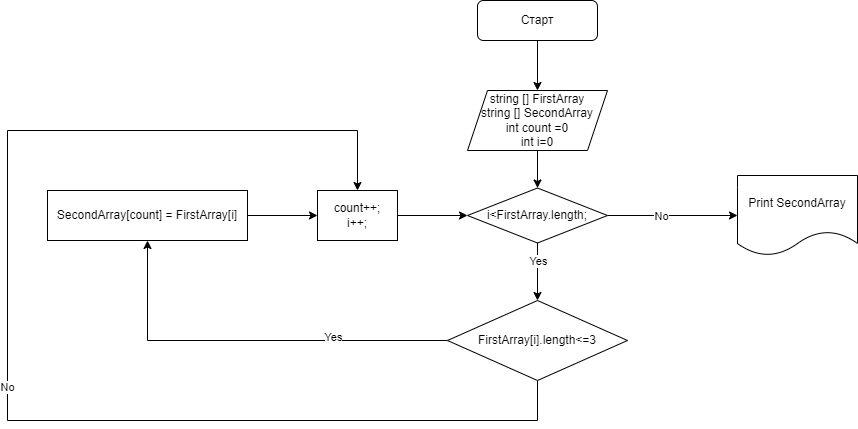 Старт
string [] FirstArray
string [] SecondArray
int count =0
int i=0
SecondArray[count] = FirstArray[i]
count++;
i++;
i<FirstArray.length;
No
Print SecondArray
Yes
FirstArray[i].length<=3
Yes
No